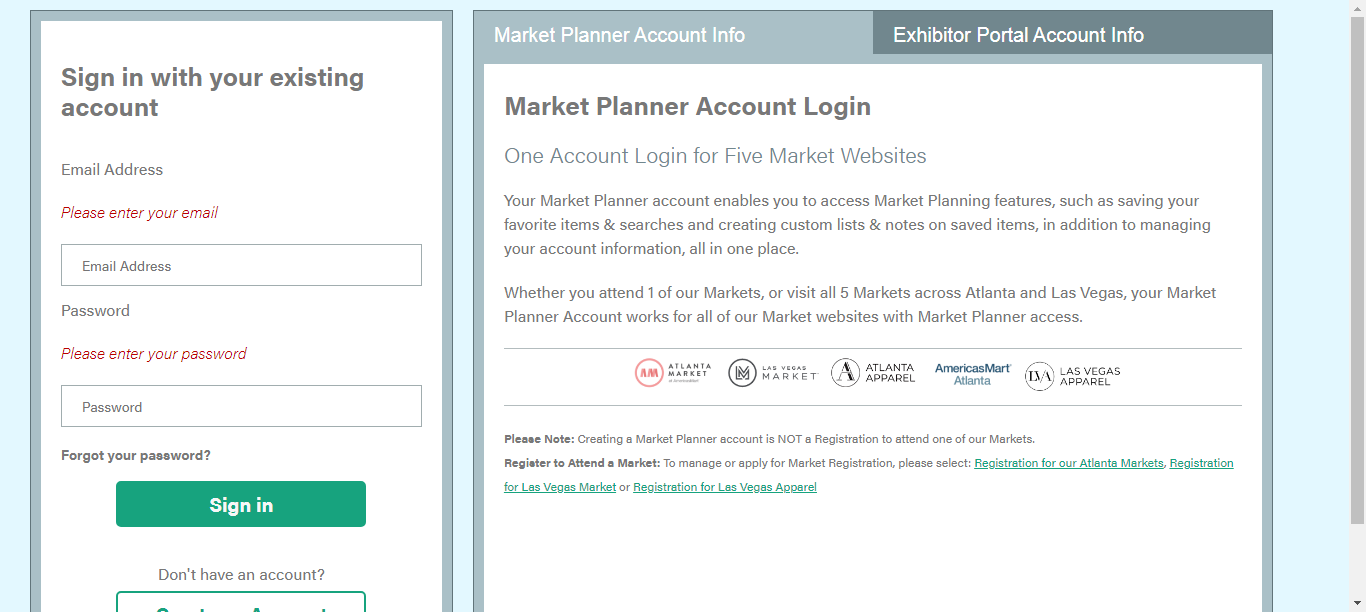 Sign in with your existing
account
Email Address
Please enter your email
Email Address
Password
Please enter your password
Password
Forgot your password?
Sign in
Don't have an account?
Market Planner Account Info
Exhibitor Portal Account Info
Market Planner Account Login
One Account Login for Five Market Websites
Your Market Planner account enables you to access Market Planning features, such as saving your
favorite items & searches and creating custom lists & notes on saved items, in addition to managing
your account information, all in one place.
Whether you attend 1 of our Markets, or visit all 5 Markets across Atlanta and Las Vegas, your Market
Planner Account works for all of our Market websites with Market Planner access.
AM ATLANTA
MARKET
at AmericasMart
LAS VEGAS
MARKET
A ATLANTA
APPAREL
AmericasMart
Atlanta
LVA LAS VEGAS
APPAREL
Please Note: Creating a Market Planner account is NOT a Registration to attend one of our Markets.
Register to Attend a Market: To manage or apply for Market Registration, please select: Registration for our Atlanta Markets, Registration
for Las Vegas Market or Registration for Las Vegas Apparel